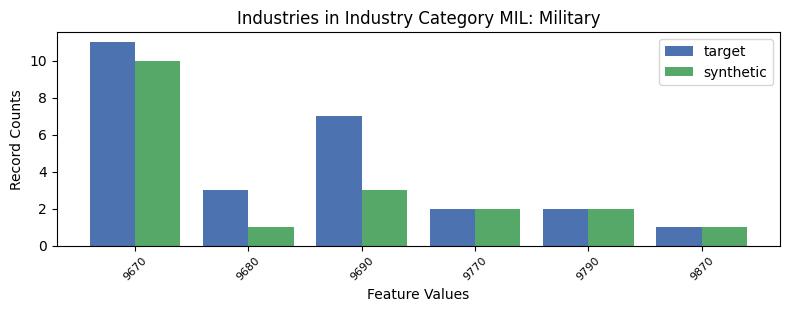 Industries in Industry Category MIL: Military
target
synthetic
Record Counts
10
8
6
4
2
0
9670
9680
9690
9770
9790
9870
Feature Values